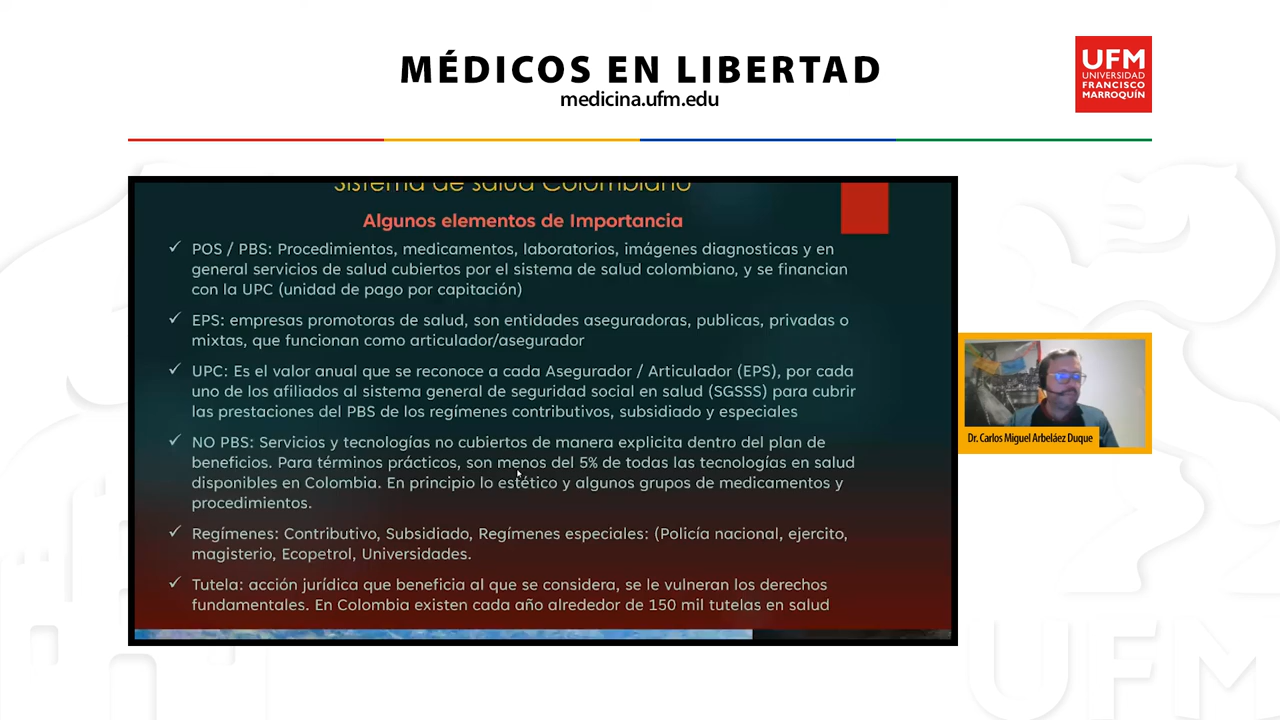 MÉDICOS EN LIBERTAD
medicina.ufm.edu
UFM
UNIVERSIDAD
FRANCISCO
MARROQUÍN
Sistema de salud Colombiano
Algunos elementos de Importancia
✓ POS / PBS: Procedimientos, medicamentos, laboratorios, imágenes diagnosticas y en
general servicios de salud cubiertos por el sistema de salud colombiano, y se financian
con la UPC (unidad de pago por capitación)
✓ EPS: empresas promotoras de salud, son entidades aseguradoras, publicas, privadas o
mixtas, que funcionan como articulador/asegurador
✓ UPC: Es el valor anual que se reconoce a cada Asegurador / Articulador (EPS), por cada
uno de los afiliados al sistema general de seguridad social en salud (SGSSS) para cubrir
las prestaciones del PBS de los regímenes contributivos, subsidiado y especiales
✓ NO PBS: Servicios y tecnologías no cubiertos de manera explicita dentro del plan de
beneficios. Para términos prácticos, son menos del 5% de todas las tecnologías en salud
disponibles en Colombia. En principio lo estético y algunos grupos de medicamentos y
procedimientos.
✓ Regímenes: Contributivo, Subsidiado, Regímenes especiales: (Policía nacional, ejercito,
magisterio, Ecopetrol, Universidades.
✓ Tutela: acción jurídica que beneficia al que se considera, se le vulneran los derechos
fundamentales. En Colombia existen cada año alrededor de 150 mil tutelas en salud
Dr. Carlos Miguel Arbeláez Duque
UFM